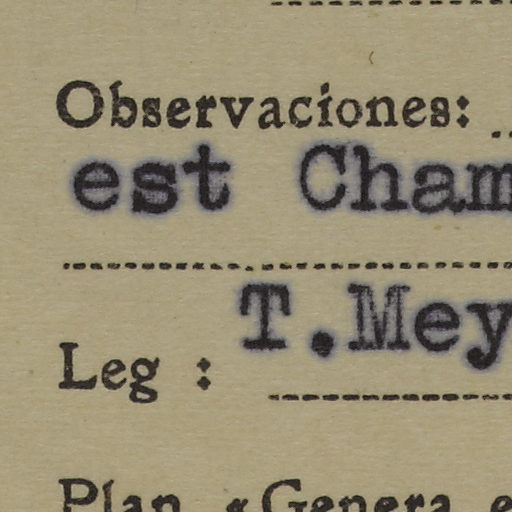 Observaciones:
est Cham
T.Mey
Leg :
Plan «Genera e